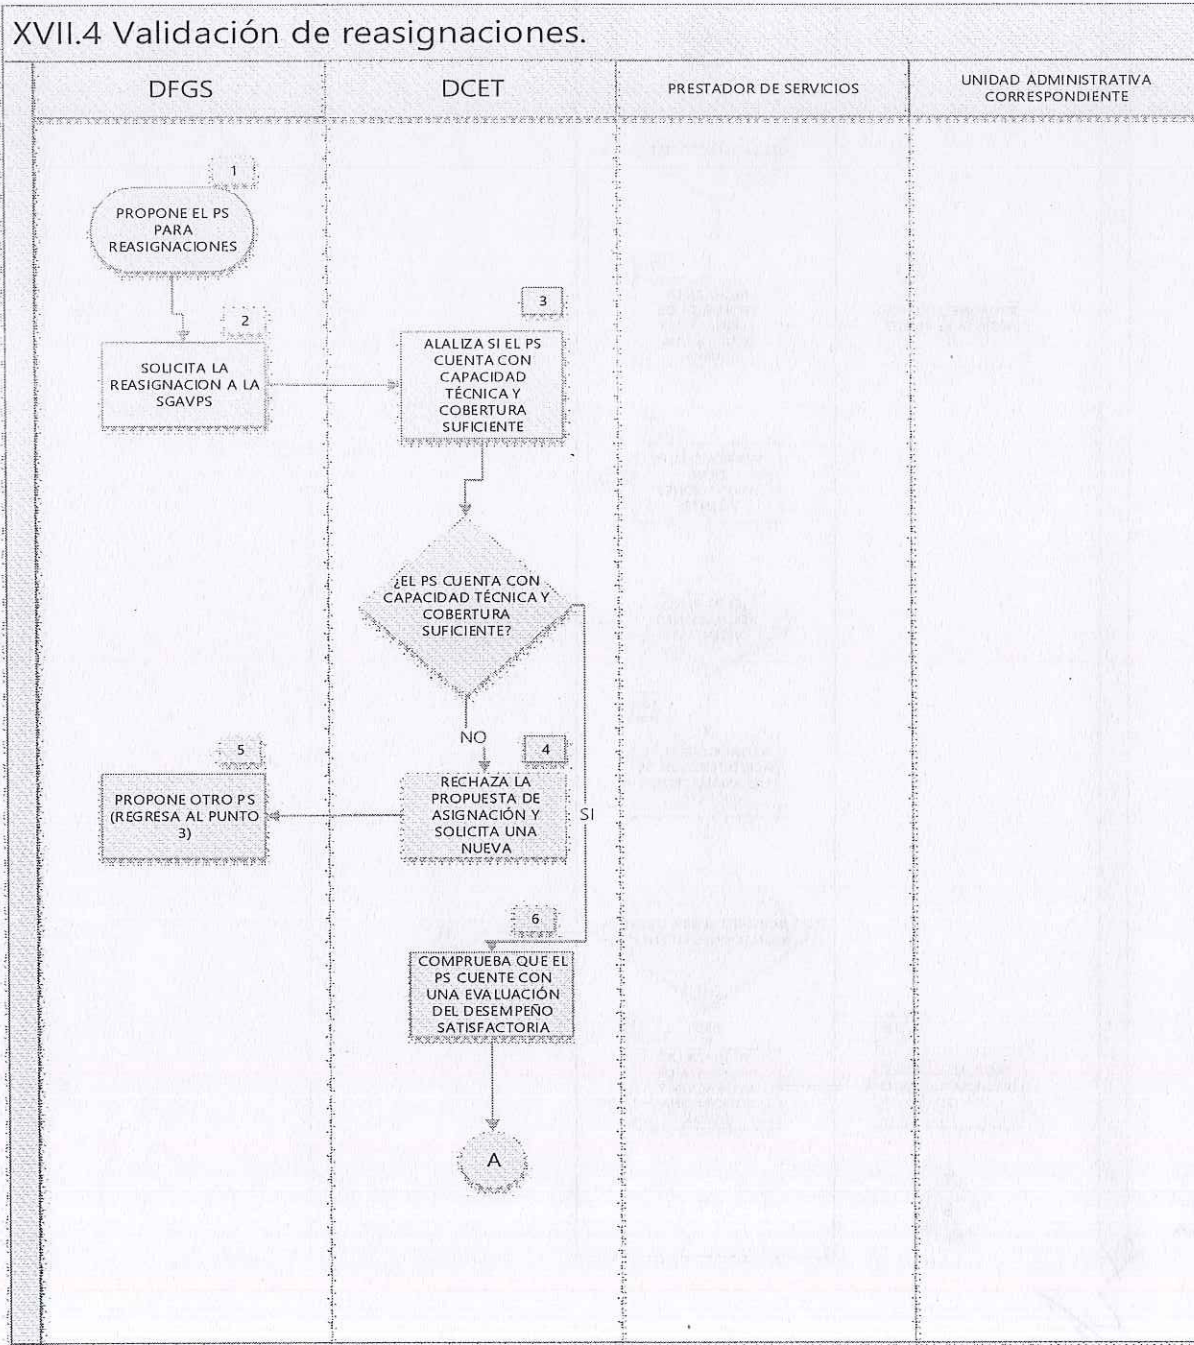 XVII.4 Validación de reasignaciones.
DFGS
DCET
PRESTADOR DE SERVICIOS
UNIDAD ADMINISTRATIVA
CORRESPONDIENTE
1
PROPONE EL PS
PARA
REASIGNACIONES
2
SOLICITA LA
REASIGNACION A LA
SGAVPS
3
ALALIZA SI EL PS
CUENTA CON
CAPACIDAD
TÉCNICA Y
COBERTURA
SUFICIENTE
¿EL PS CUENTA CON
CAPACIDAD TÉCNICA Y
COBERTURA
SUFICIENTE?
NO
SI
4
RECHAZA LA
PROPUESTA DE
ASIGNACIÓN Y
SOLICITA UNA
NUEVA
5
PROPONE OTRO PS
(REGRESA AL PUNTO
3)
6
COMPRUEBA QUE EL
PS CUENTE CON
UNA EVALUACIÓN
DEL DESEMPEÑO
SATISFACTORIA
A